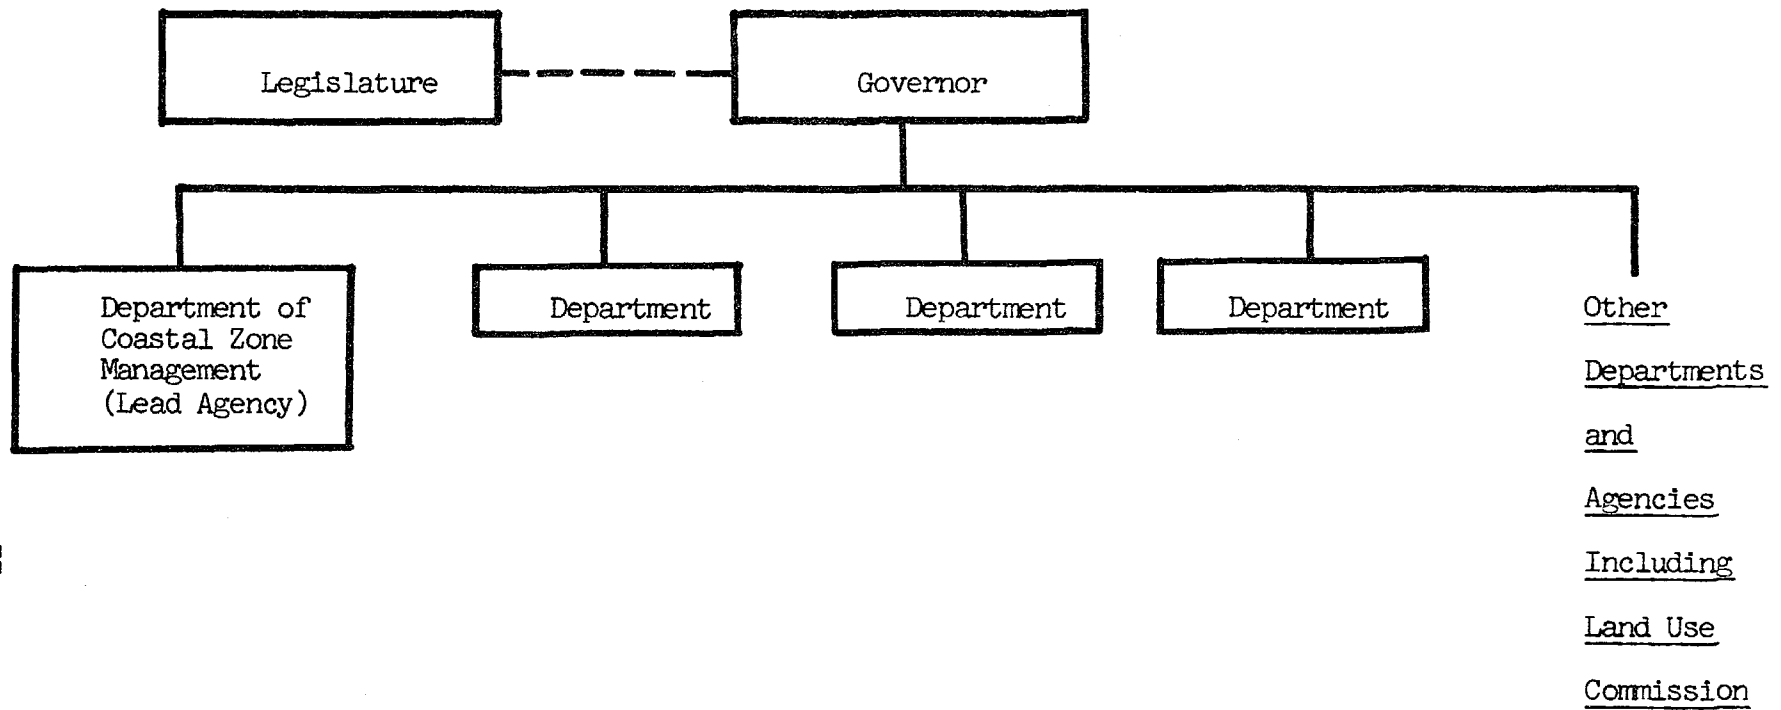 Legislature
Governor
Department of
Coastal Zone
Management
(Lead Agency)
Department
Department
Department
Other
Departments
and
Agencies
Including
Land Use
Commission